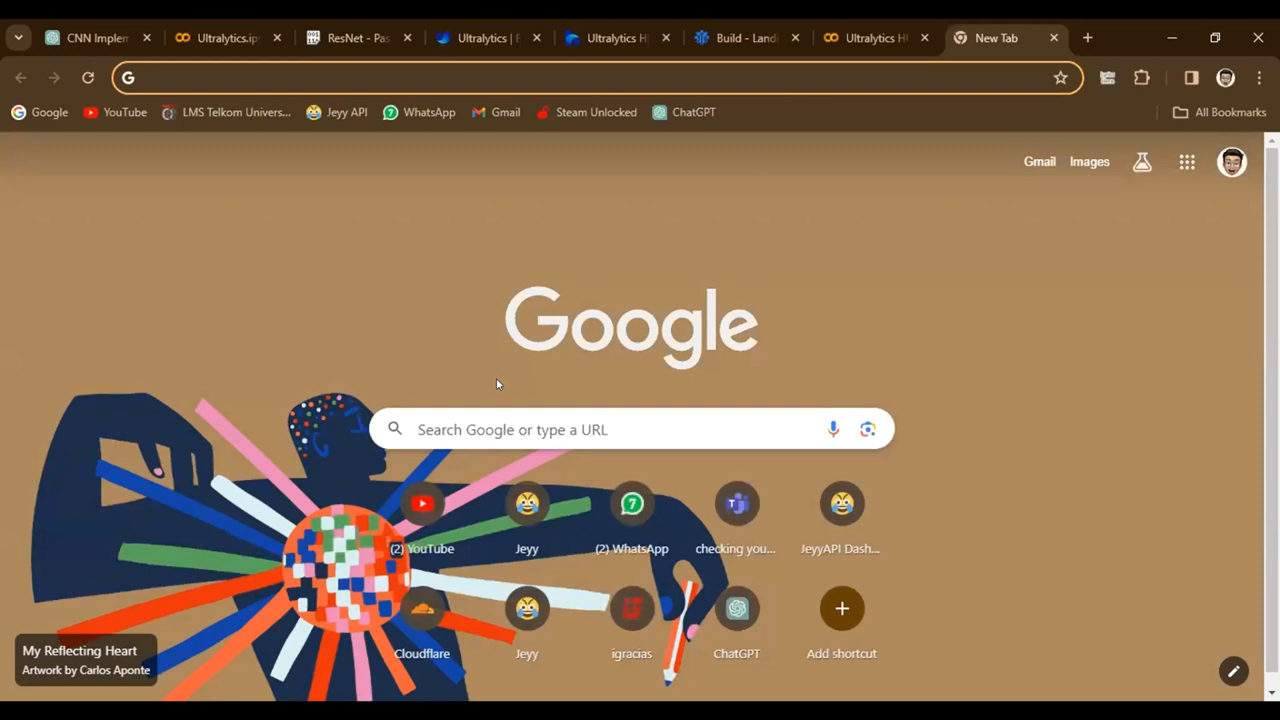 CNN Implem
Ultralytics.ip
ResNet - Pas
Ultralytics | F
Ultralytics H
Build - Landi
Ultralytics HU
New Tab
Google
YouTube
LMS Telkom Univers...
Jeyy API
WhatsApp
Gmail
Steam Unlocked
ChatGPT
All Bookmarks
Gmail
Images
Google
Search Google or type a URL
(2) YouTube
Jeyy
(2) WhatsApp
checking you...
JeyyAPI Dash...
Cloudflare
Jeyy
igracias
ChatGPT
Add shortcut
My Reflecting Heart
Artwork by Carlos Aponte